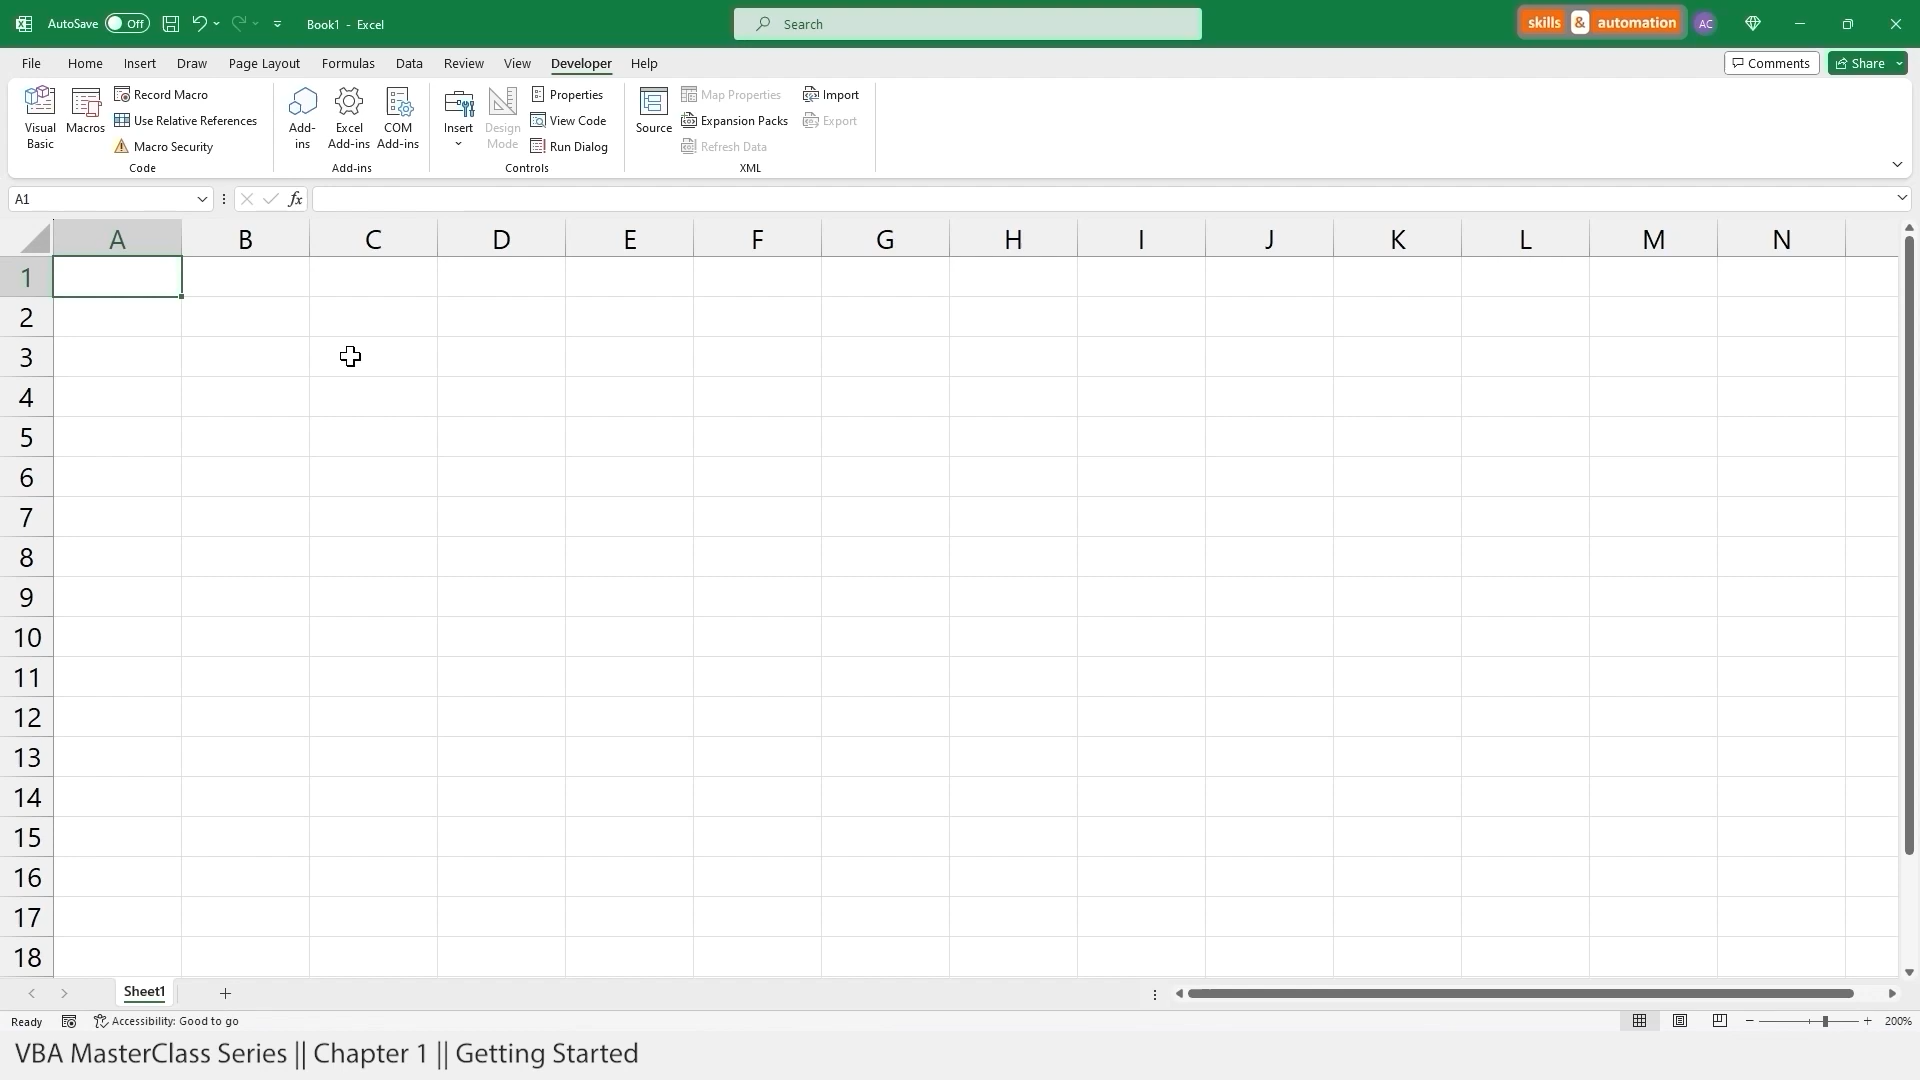 AutoSave Off Book1 - Excel Search skills & automation AC
File Home Insert Draw Page Layout Formulas Data Review View Developer Help Comments Share
Visual Basic
Macros
Record Macro
Use Relative References
Macro Security
Code
Add-ins
Excel Add-ins
COM Add-ins
Add-ins
Insert
Design Mode
Properties
View Code
Run Dialog
Controls
Source
Map Properties
Expansion Packs
Refresh Data
Import
Export
XML
A1 fx
A B C D E F G H I J K L M N
1
2
3
4
5
6
7
8
9
10
11
12
13
14
15
16
17
18
Sheet1
Ready Accessibility: Good to go 200%
VBA MasterClass Series || Chapter 1 || Getting Started